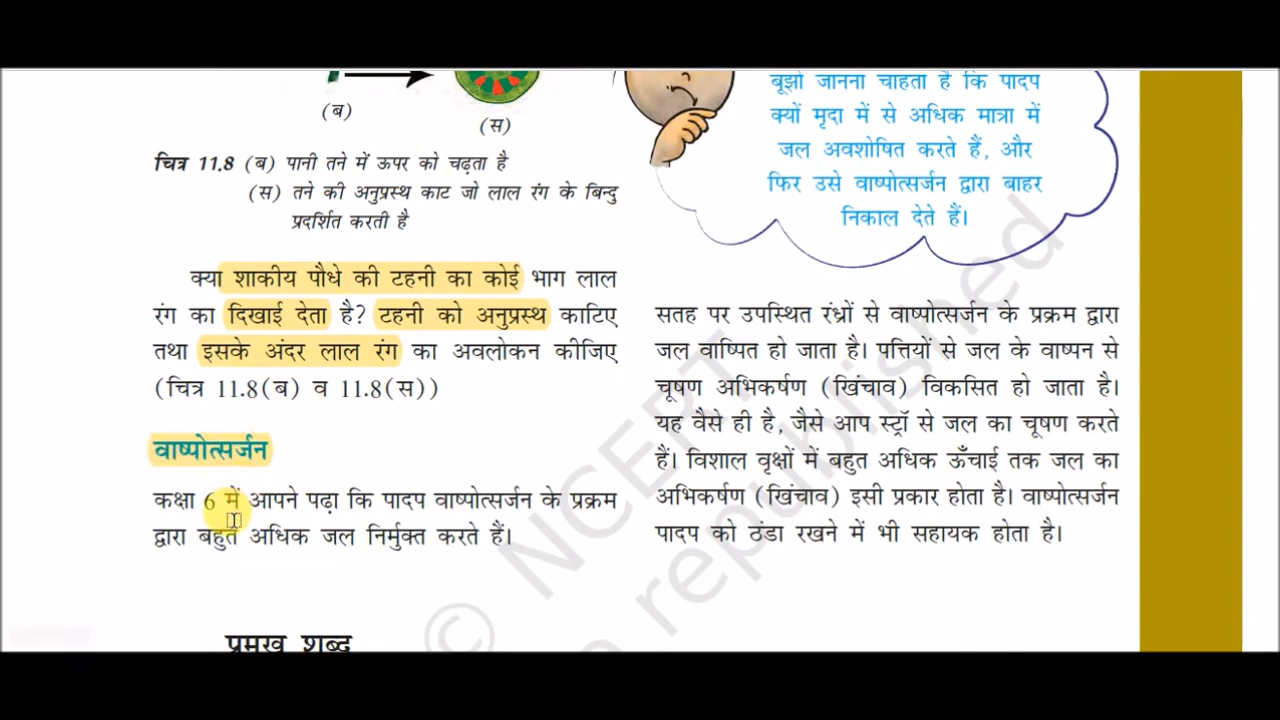 (ब)
(स)
चित्र 11.8 (ब) पानी तने में ऊपर को चढ़ता है
(स) तने की अनुप्रस्थ काट जो लाल रंग के बिन्दु
प्रदर्शित करती है
बूझो जानना चाहता है कि पादप
क्यों मृदा में से अधिक मात्रा में
जल अवशोषित करते हैं, और
फिर उसे वाष्पोत्सर्जन द्वारा बाहर
निकाल देते हैं।
क्या शाकीय पौधे की टहनी का कोई भाग लाल
रंग का दिखाई देता है? टहनी को अनुप्रस्थ काटिए
तथा इसके अंदर लाल रंग का अवलोकन कीजिए
(चित्र 11.8(ब) व 11.8(स))
वाष्पोत्सर्जन
कक्षा 6 में आपने पढ़ा कि पादप वाष्पोत्सर्जन के प्रक्रम
द्वारा बहुत अधिक जल निर्मुक्त करते हैं।
सतह पर उपस्थित रंध्रों से वाष्पोत्सर्जन के प्रक्रम द्वारा
जल वाष्पित हो जाता है। पत्तियों से जल के वाष्पन से
चूषण अभिकर्षण (खिंचाव) विकसित हो जाता है।
यह वैसे ही है, जैसे आप स्ट्रॉ से जल का चूषण करते
हैं। विशाल वृक्षों में बहुत अधिक ऊँचाई तक जल का
अभिकर्षण (खिंचाव) इसी प्रकार होता है। वाष्पोत्सर्जन
पादप को ठंडा रखने में भी सहायक होता है।
प्रमुख शब्द
© NCERT
republished